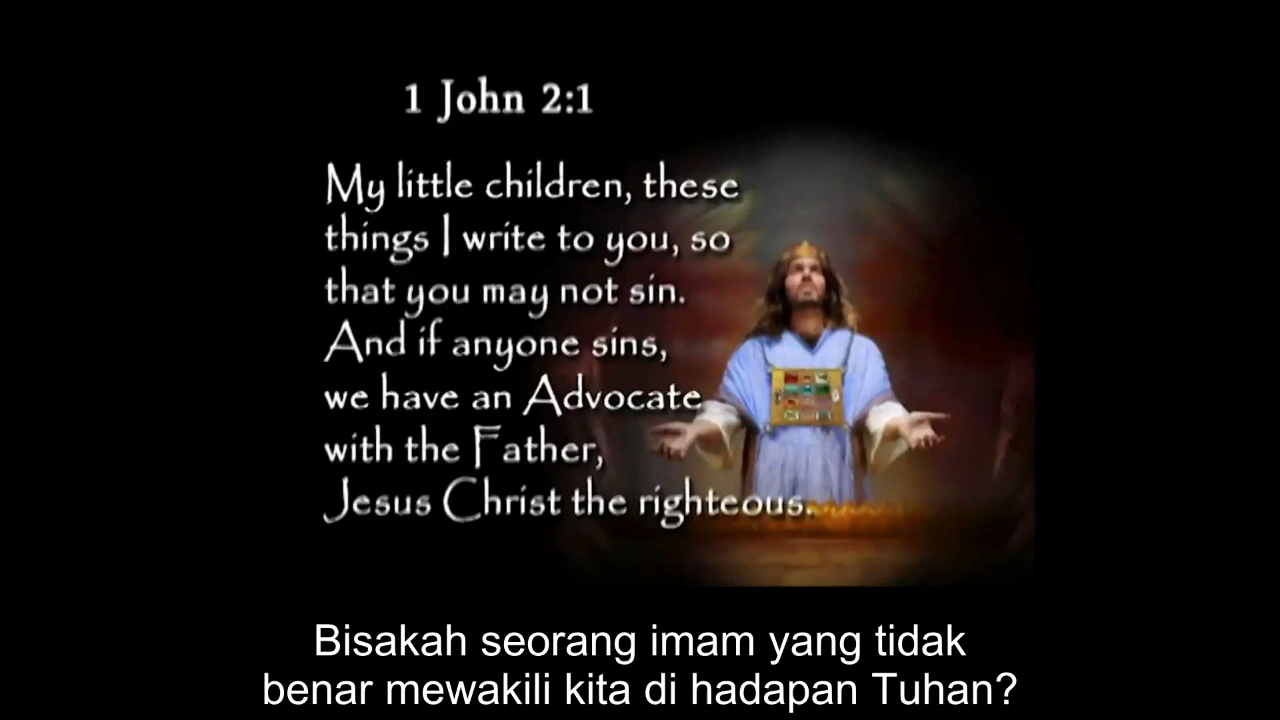 1 John 2:1
My little children, these
things I write to you, so
that you may not sin.
And if anyone sins,
we have an Advocate
with the Father,
Jesus Christ the righteous.
Bisakah seorang imam yang tidak
benar mewakili kita di hadapan Tuhan?